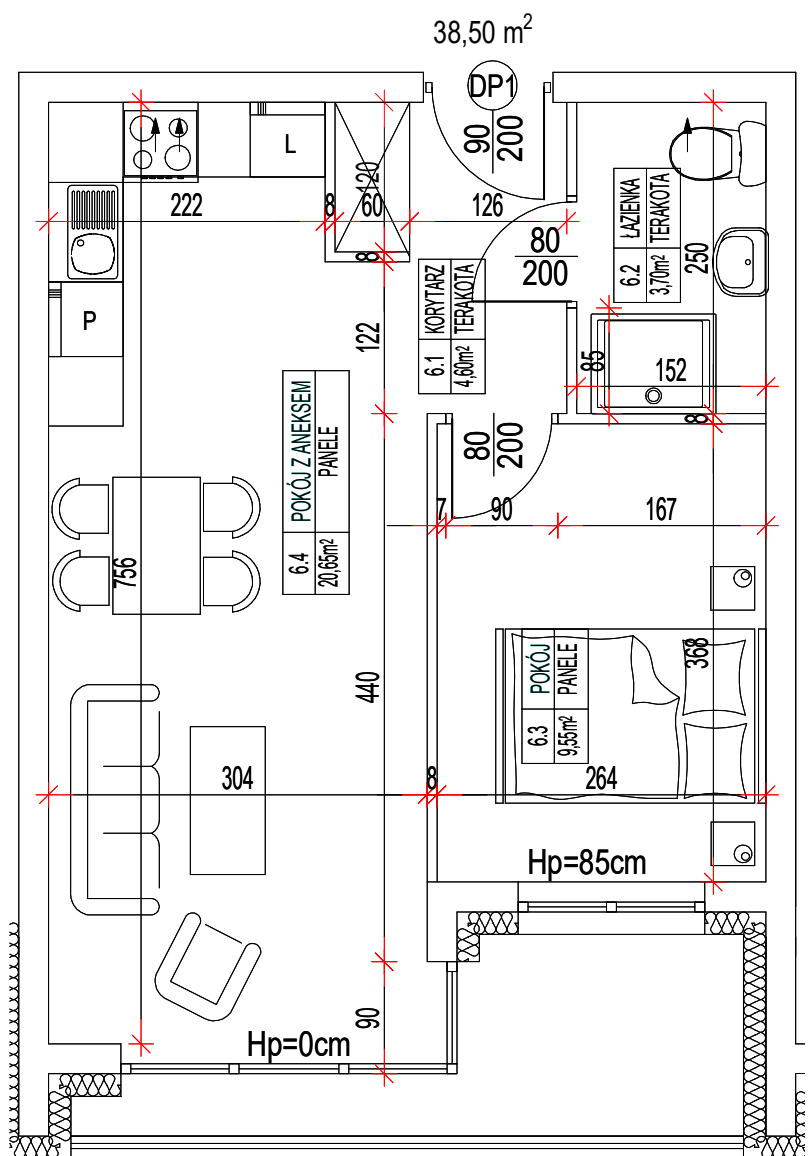 38,50 m²
DP1
90
200
L
120
222
8
60
126
8
80
200
6.2
ŁAZIENKA
TERAKOTA
3,70m²
250
P
122
6.1
KORYTARZ
TERAKOTA
4,60m²
85
152
8
80
200
6.4
POKÓJ Z ANEKSEM
PANELE
20,65m²
7
90
167
756
440
368
6.3
POKÓJ
PANELE
9,55m²
304
8
264
Hp=85cm
90
Hp=0cm